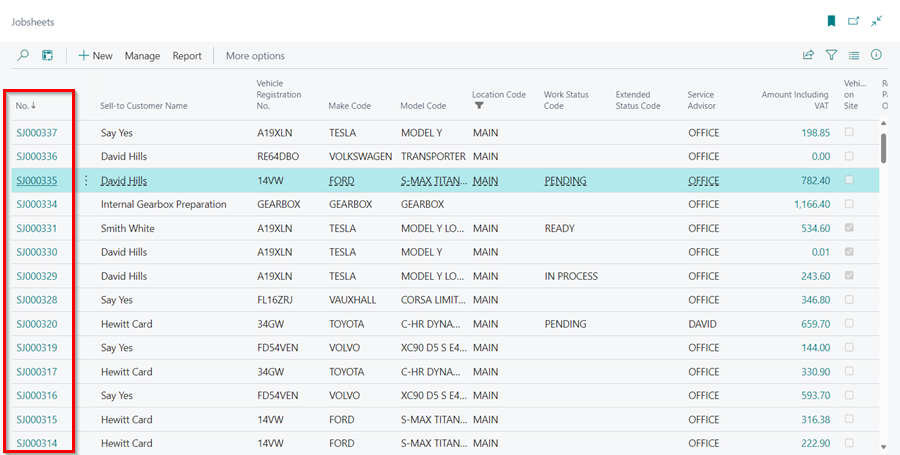 Jobsheets
New Manage Report More options
No. ↓ Sell-to Customer Name Vehicle Registration No. Make Code Model Code Location Code Work Status Code Extended Status Code Service Advisor Amount Including VAT Vehi... on Site Re Pa O
SJ000337 Say Yes A19XLN TESLA MODEL Y MAIN OFFICE 198.85
SJ000336 David Hills RE64DBO VOLKSWAGEN TRANSPORTER MAIN OFFICE 0.00
SJ000335 David Hills 14VW FORD S-MAX TITAN... MAIN PENDING OFFICE 782.40
SJ000334 Internal Gearbox Preparation GEARBOX GEARBOX GEARBOX MAIN OFFICE 1,166.40
SJ000331 Smith White A19XLN TESLA MODEL Y LO... MAIN READY OFFICE 534.60
SJ000330 David Hills A19XLN TESLA MODEL Y MAIN OFFICE 0.01
SJ000329 David Hills A19XLN TESLA MODEL Y LO... MAIN IN PROCESS OFFICE 243.60
SJ000328 Say Yes FL16ZRJ VAUXHALL CORSA LIMIT... MAIN OFFICE 346.80
SJ000320 Hewitt Card 34GW TOYOTA C-HR DYNA... MAIN PENDING DAVID 659.70
SJ000319 Say Yes FD54VEN VOLVO XC90 D5 S E4... MAIN OFFICE 144.00
SJ000317 Hewitt Card 34GW TOYOTA C-HR DYNA... MAIN OFFICE 330.90
SJ000316 Say Yes FD54VEN VOLVO XC90 D5 S E4... MAIN OFFICE 593.70
SJ000315 Hewitt Card 14VW FORD S-MAX TITAN... MAIN OFFICE 316.38
SJ000314 Hewitt Card 14VW FORD S-MAX TITAN... MAIN OFFICE 222.90